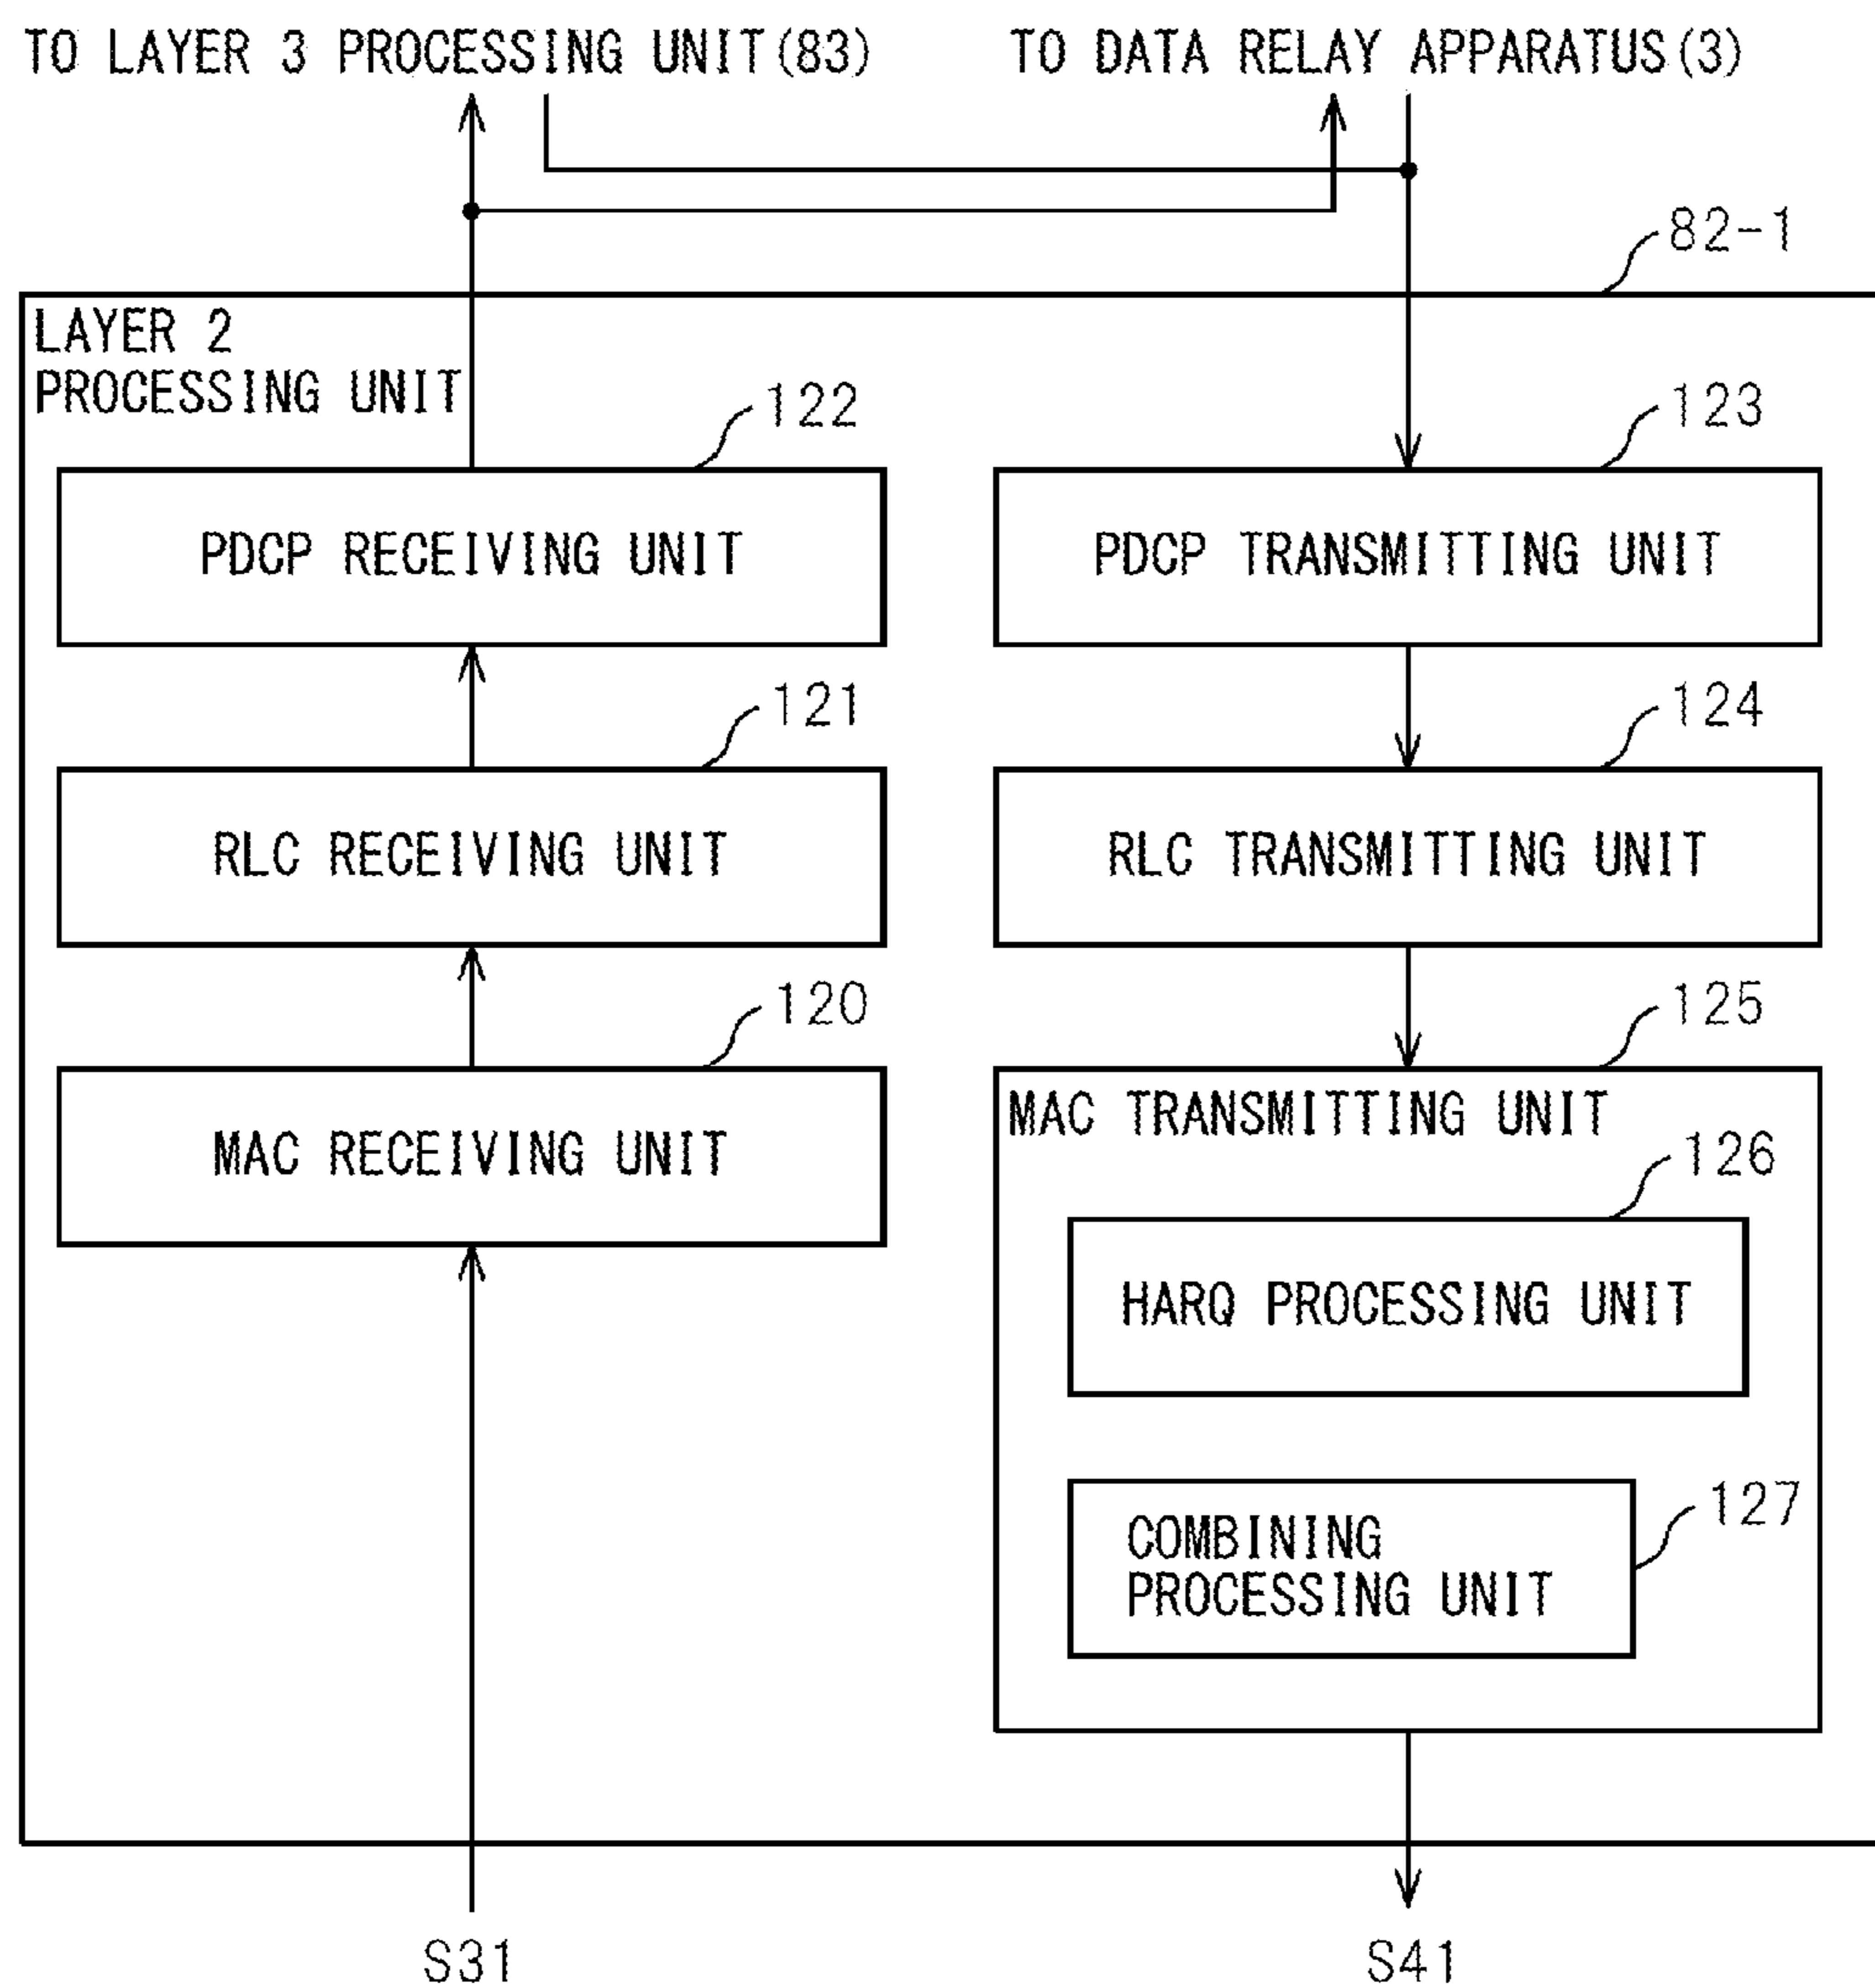 TO LAYER 3 PROCESSING UNIT(83)
TO DATA RELAY APPARATUS(3)
82-1
LAYER 2
PROCESSING UNIT
122
123
PDCP RECEIVING UNIT
PDCP TRANSMITTING UNIT
121
124
RLC RECEIVING UNIT
RLC TRANSMITTING UNIT
120
125
MAC RECEIVING UNIT
MAC TRANSMITTING UNIT
126
HARQ PROCESSING UNIT
127
COMBINING
PROCESSING UNIT
S31
S41